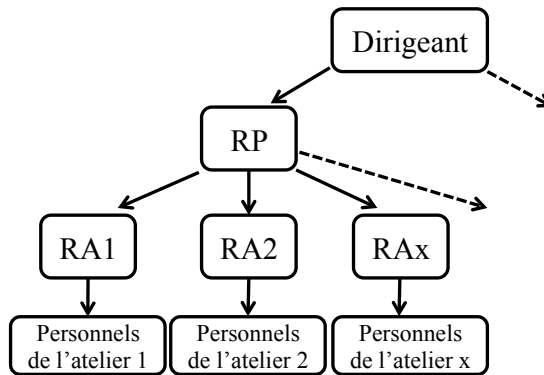 Dirigeant
RP
RA1
RA2
RAx
Personnels
de l’atelier 1
Personnels
de l’atelier 2
Personnels
de l’atelier x